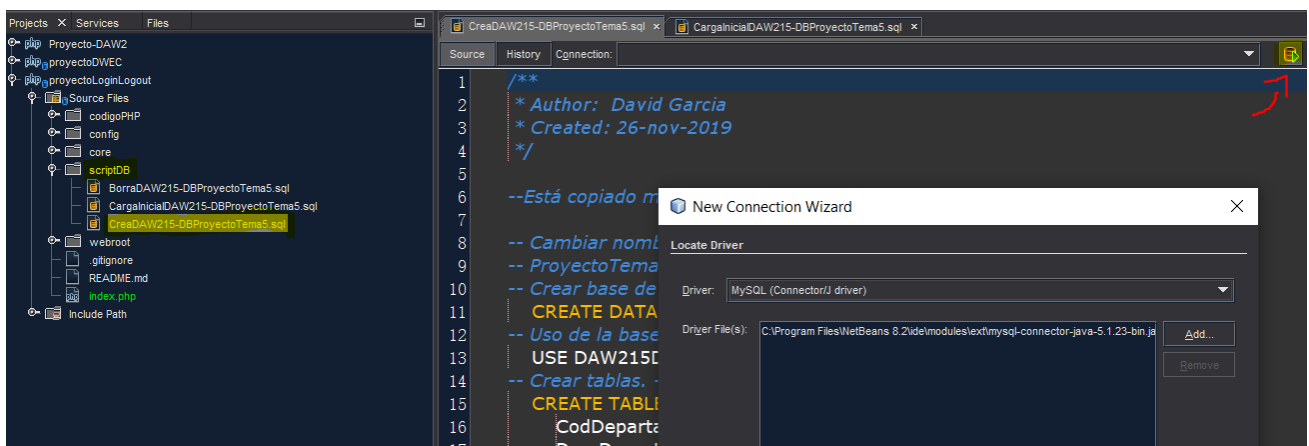 Projects Services Files
Proyecto-DAW2
proyectoDWEC
proyectoLoginLogout
Source Files
codigoPHP
config
core
scriptDB
BorraDAW215-DBProyectoTema5.sql
CargaInicialDAW215-DBProyectoTema5.sql
CreaDAW215-DBProyectoTema5.sql
webroot
.gitignore
README.md
index.php
Include Path
CreaDAW215-DBProyectoTema5.sql CargaInicialDAW215-DBProyectoTema5.sql
Source History Connection:
1 /**
2 * Author: David Garcia
3 * Created: 26-nov-2019
4 */
5
6 --Está copiado m
7
8 -- Cambiar nomb
9 -- ProyectoTema
10 -- Crear base de
11 CREATE DATA
12 -- Uso de la base
13 USE DAW215D
14 -- Crear tablas.
15 CREATE TABLE
16 CodDeparta
New Connection Wizard
Locate Driver
Driver: MySQL (Connector/J driver)
Driver File(s): C:\Program Files\NetBeans 8.2\ide\modules\ext\mysql-connector-java-5.1.23-bin.ja
Add...
Remove